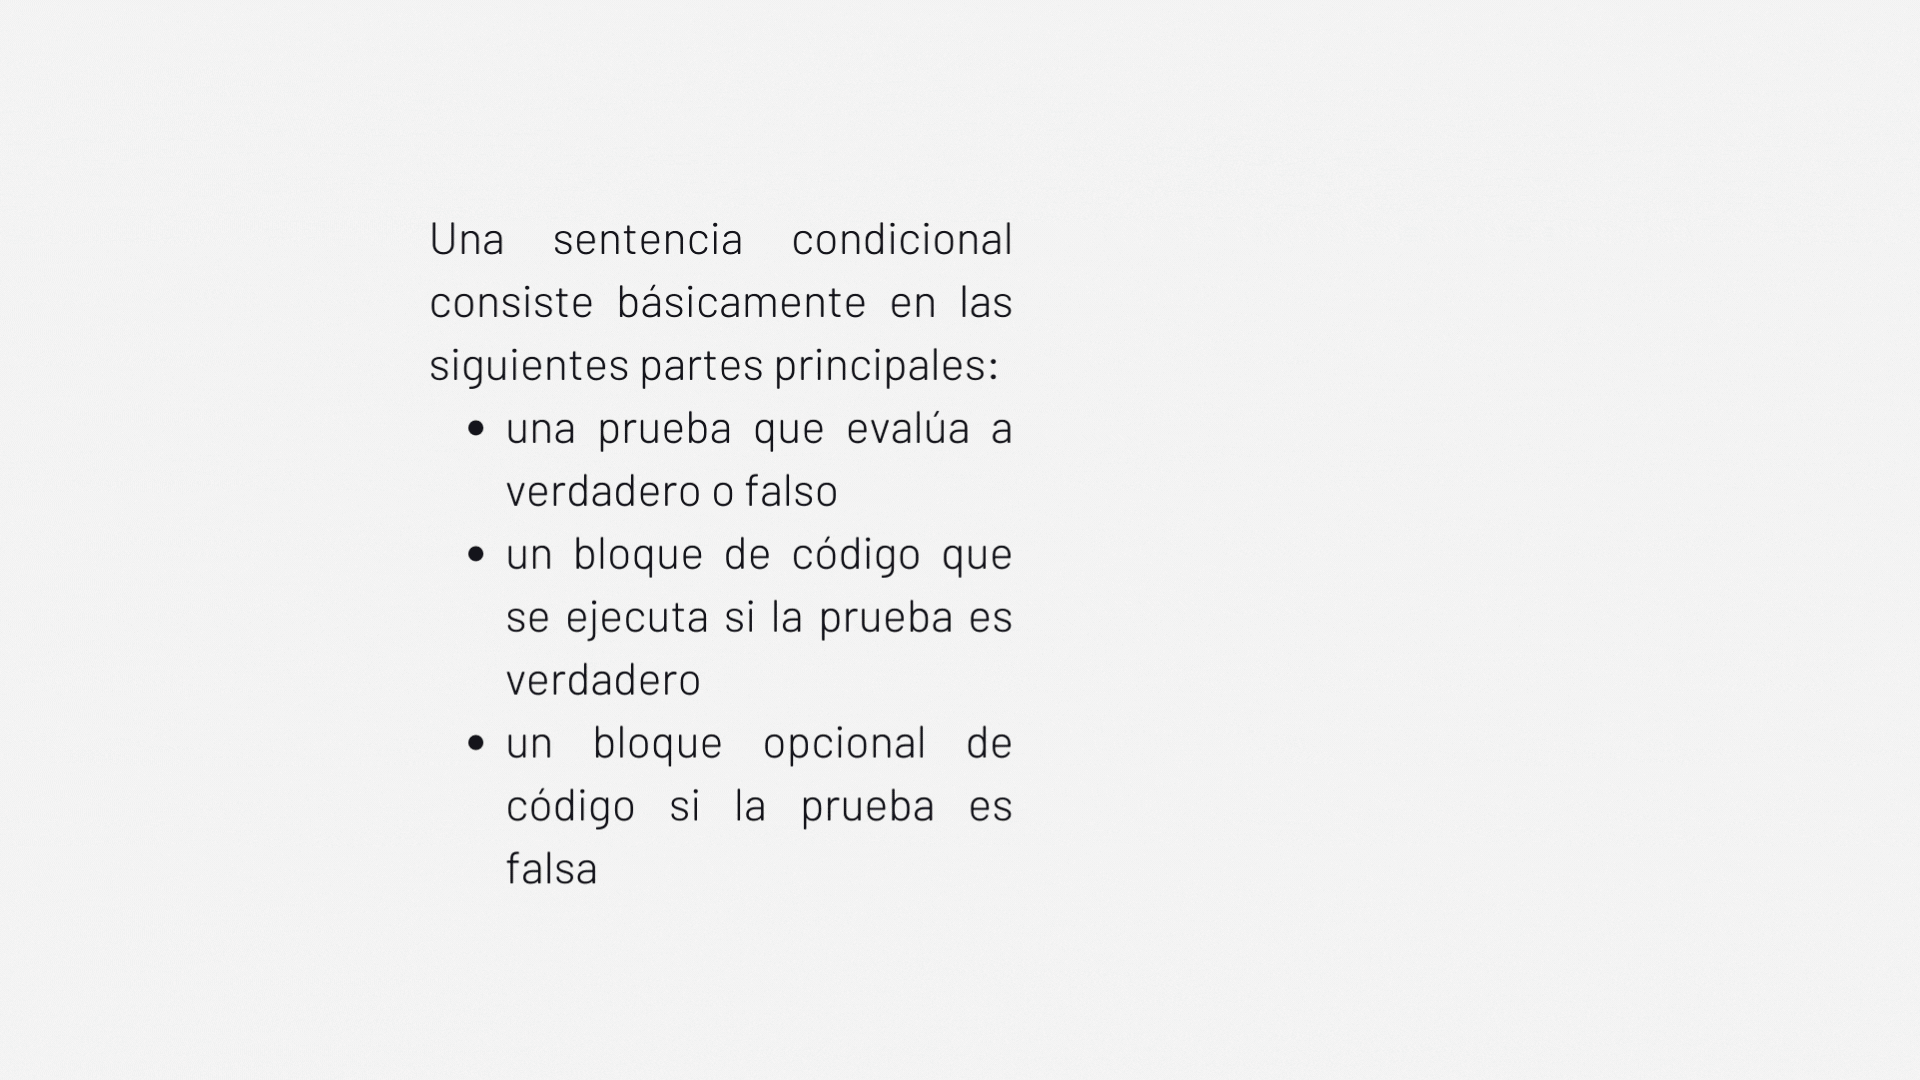 Una sentencia condicional
consiste básicamente en las
siguientes partes principales:
• una prueba que evalúa a
verdadero o falso
• un bloque de código que
se ejecuta si la prueba es
verdadero
• un bloque opcional de
código si la prueba es
falsa